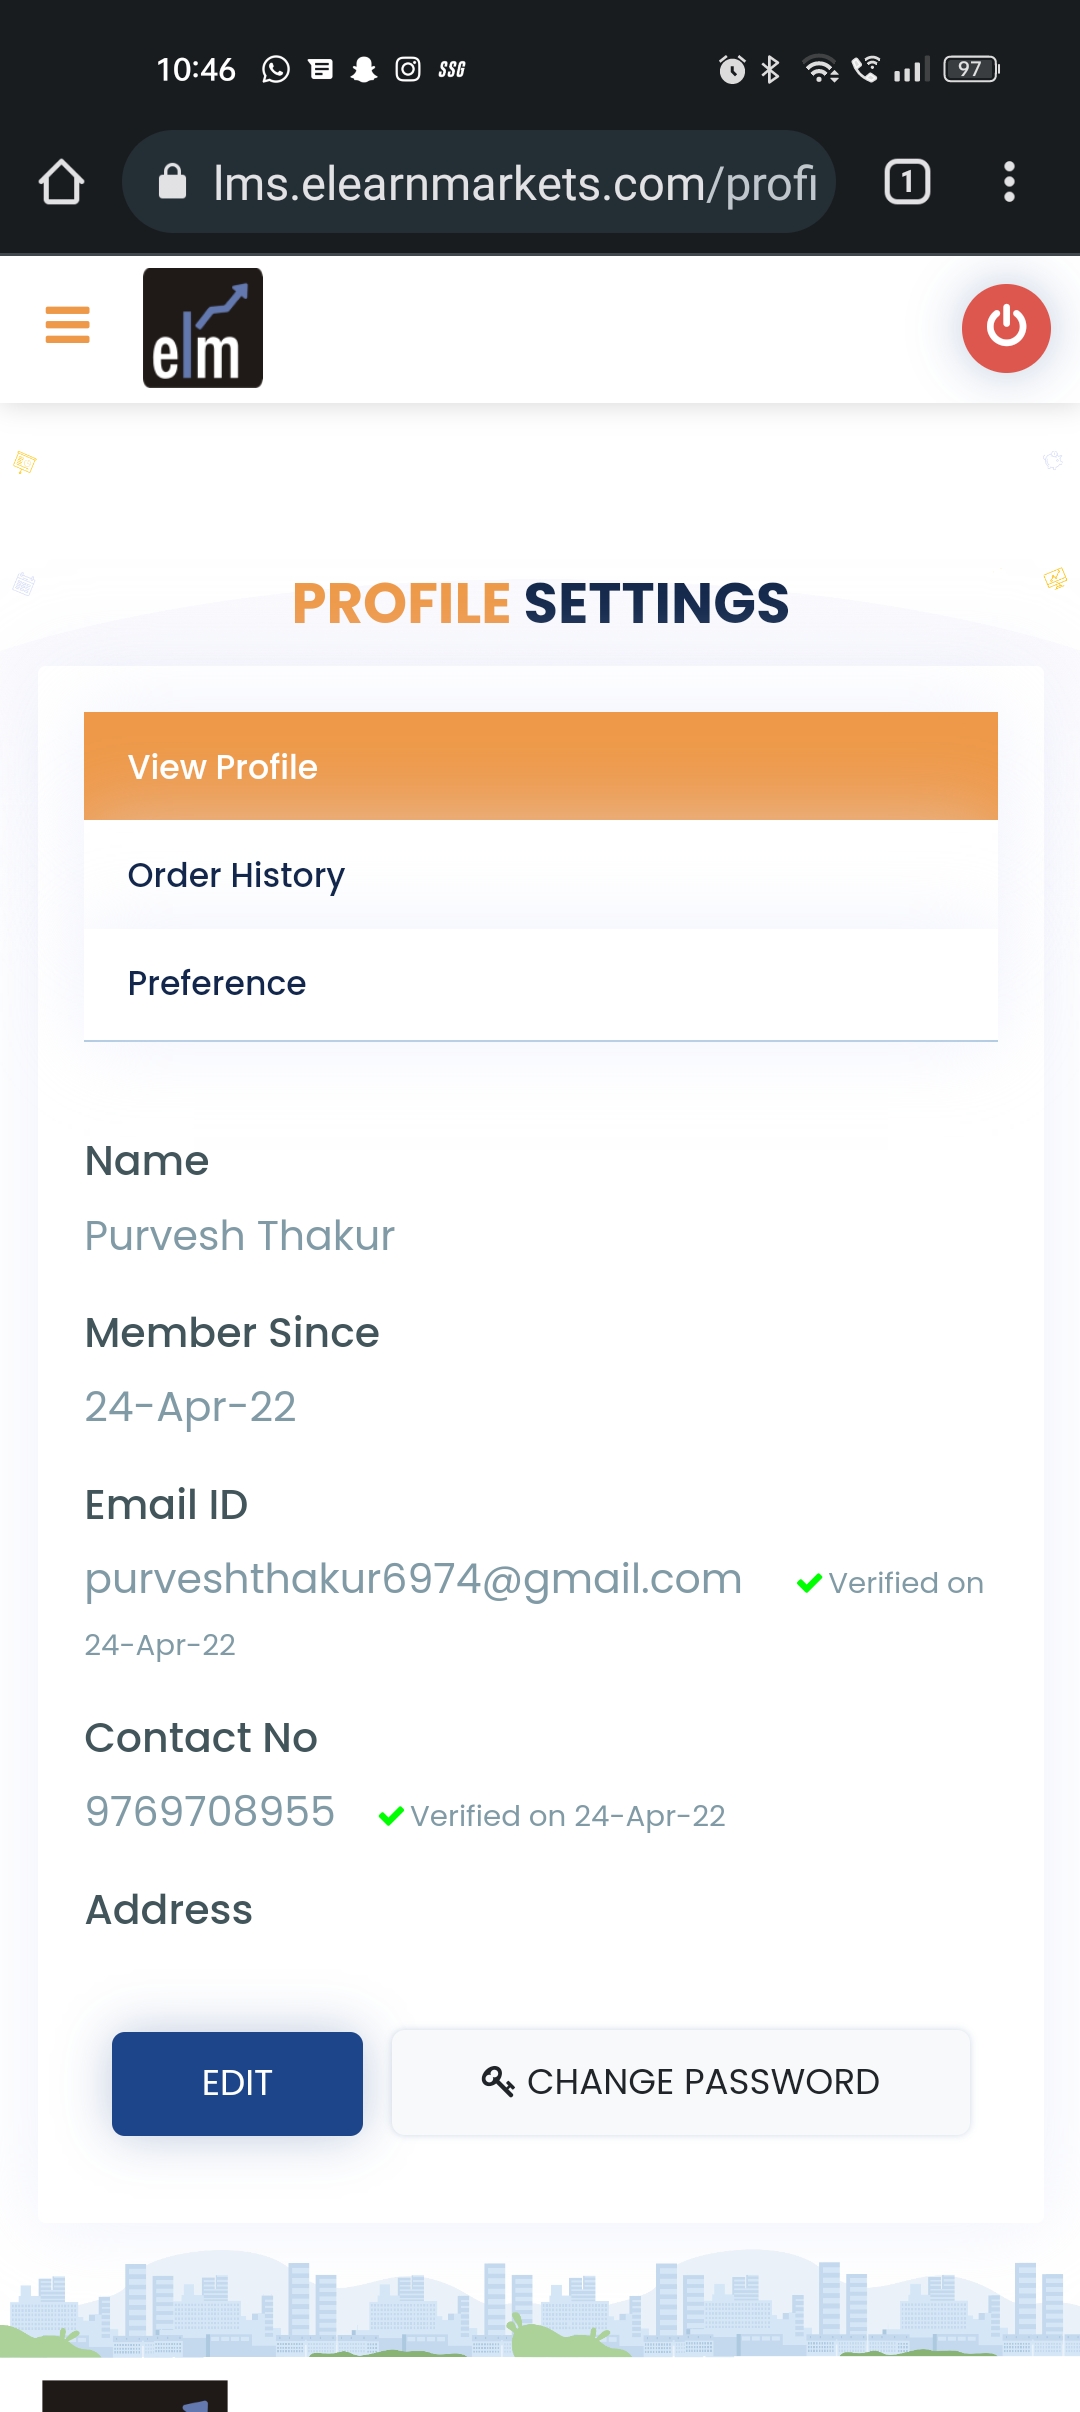 10:46 SSG 97
lms.elearnmarkets.com/profi 1
elm
PROFILE SETTINGS
View Profile
Order History
Preference
Name
Purvesh Thakur
Member Since
24-Apr-22
Email ID
purveshthakur6974@gmail.com Verified on
24-Apr-22
Contact No
9769708955 Verified on 24-Apr-22
Address
EDIT CHANGE PASSWORD